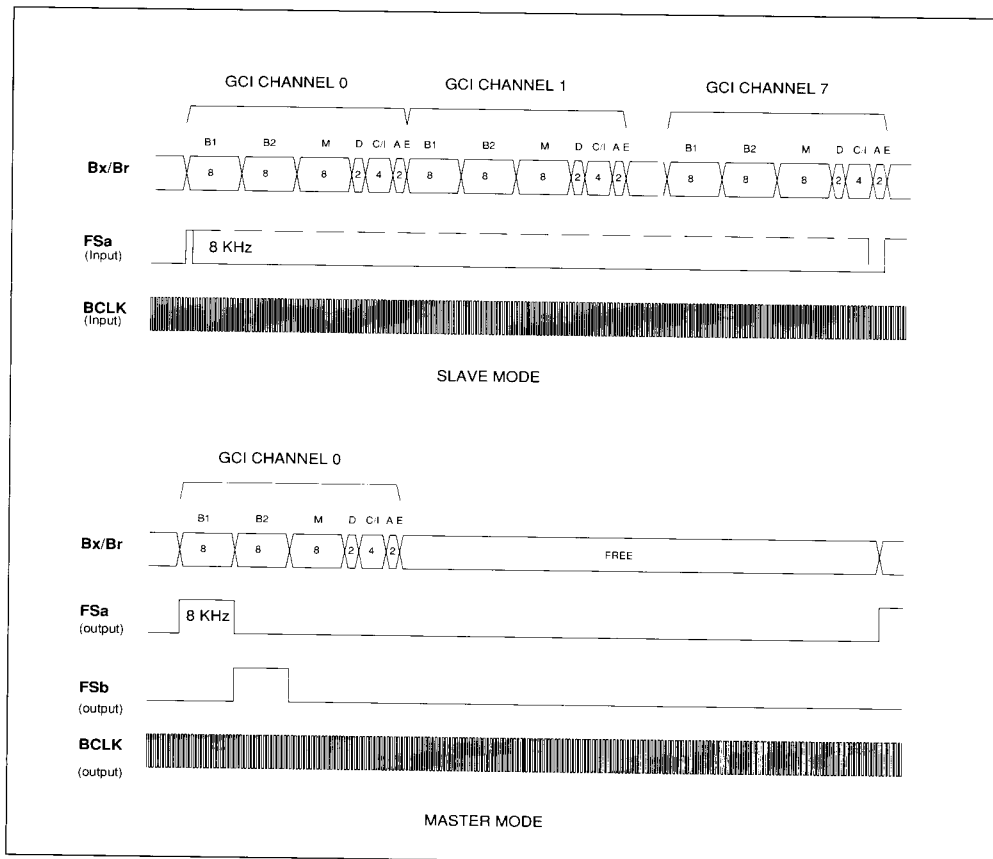 GCI CHANNEL 0 GCI CHANNEL 1 GCI CHANNEL 7
B1 B2 M D C/I A E B1 B2 M D C/I A E B1 B2 M D C/I A E
Bx/Br 8 8 8 2 4 2 8 8 8 2 4 2 8 8 8 2 4 2
FSa 8 KHz
(Input)
BCLK
(Input)
SLAVE MODE
GCI CHANNEL 0
B1 B2 M D C/I A E
Bx/Br 8 8 8 2 4 2 FREE
FSa 8 KHz
(output)
FSb
(output)
BCLK
(output)
MASTER MODE